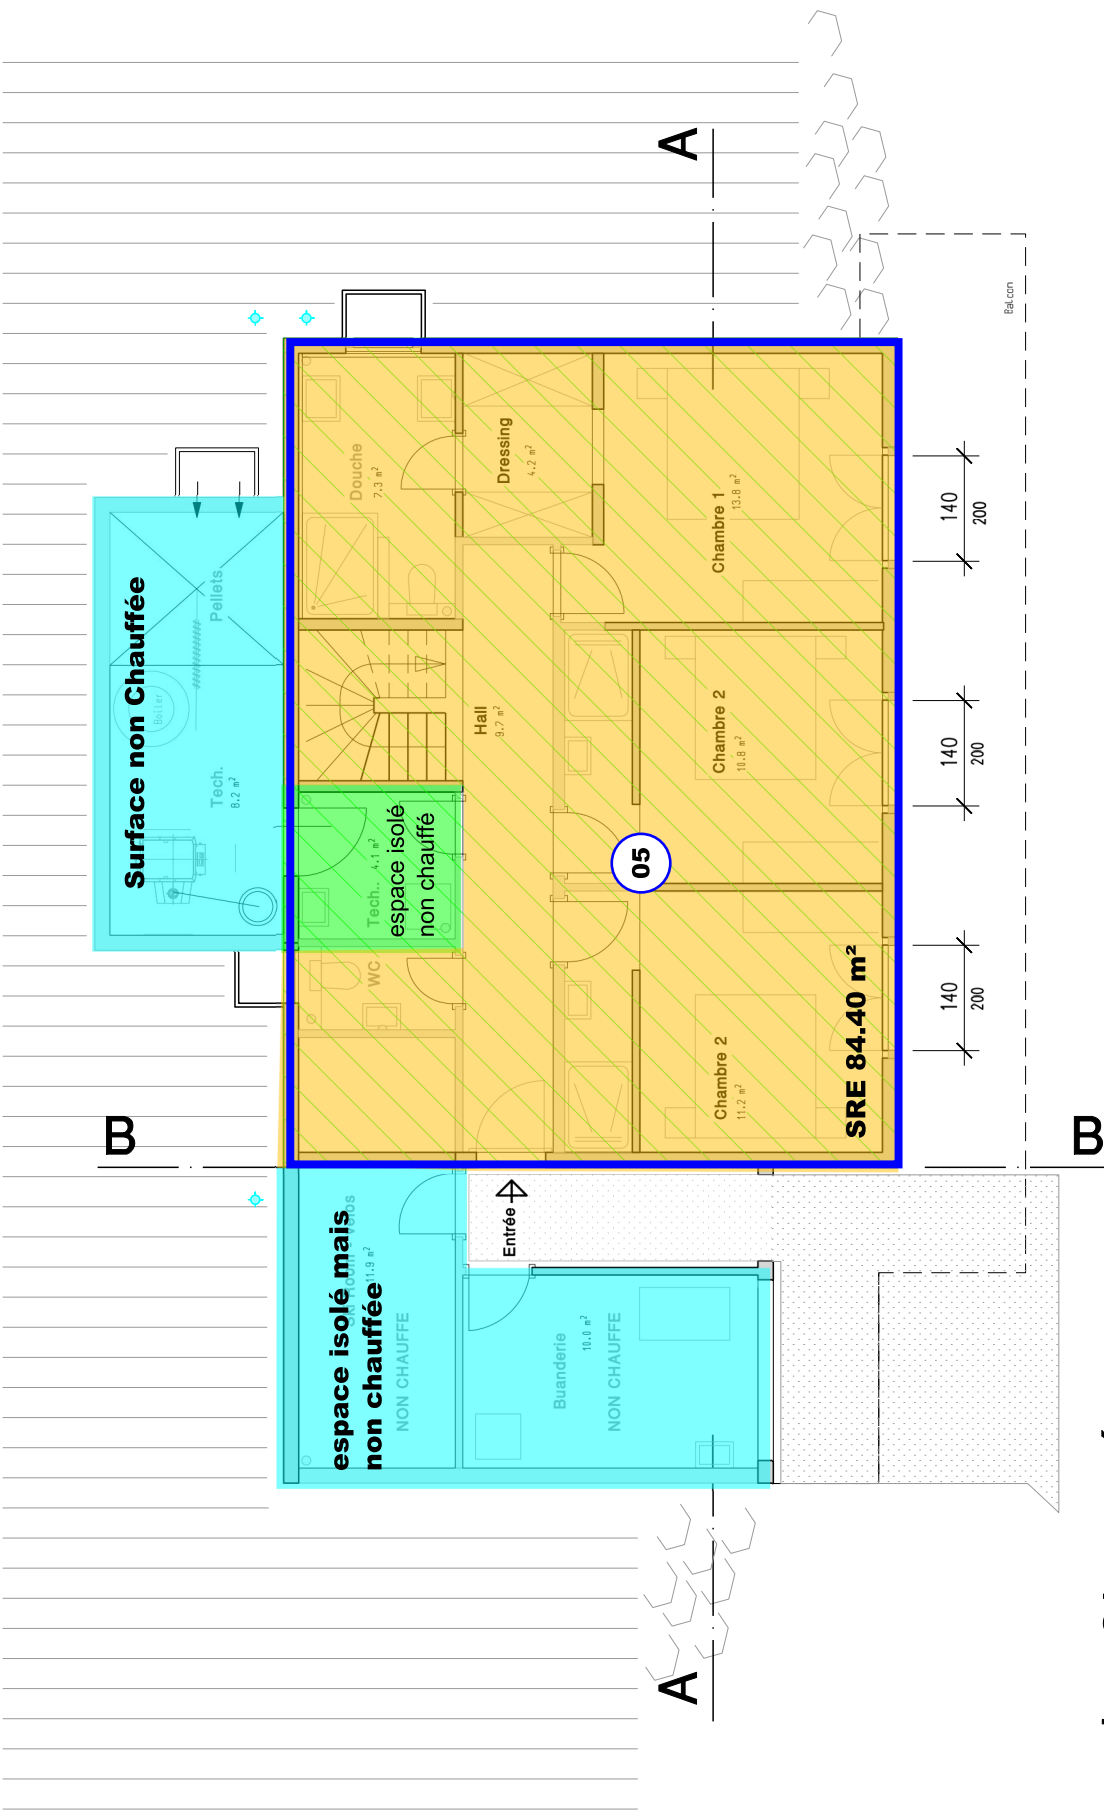 A
Balcon
Douche
7.3 m²
Dressing
4.2 m²
Chambre 1
13.8 m²
140
200
Surface non Chauffée
Pellets
Boiler
Tech.
8.2 m²
Hall
9.7 m²
Chambre 2
10.8 m²
140
200
Tech.. 4.1 m²
espace isolé
non chauffé
05
WC
Chambre 2
11.2 m²
SRE 84.40 m²
140
200
B
B
Entrée
11.9 m²
espace isolé mais
non chauffée
NON CHAUFFE
Buanderie
10.0 m²
NON CHAUFFE
A